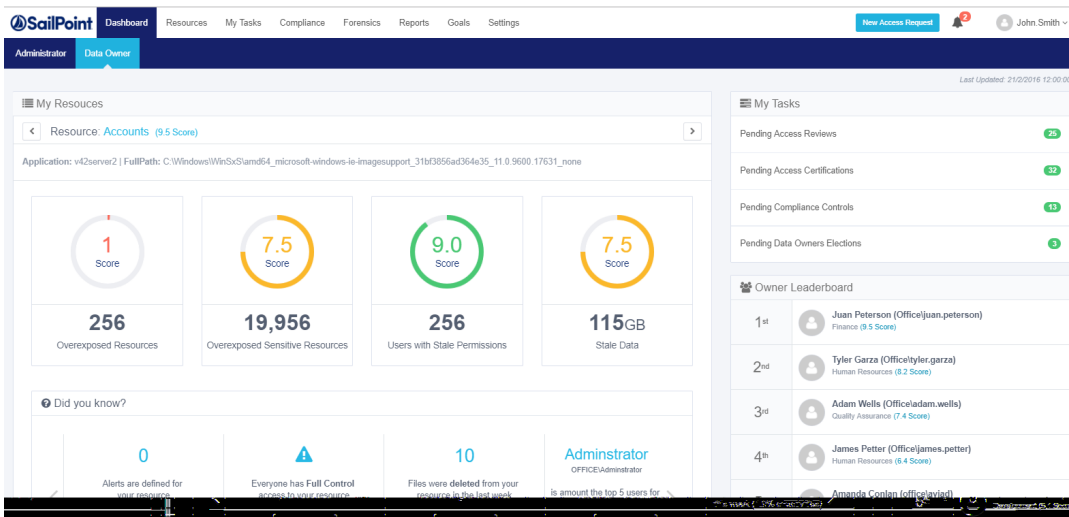 SailPoint Dashboard Resources My Tasks Compliance Forensics Reports Goals Settings New Access Request 2 John.Smith
Administrator Data Owner
Last Updated: 21/2/2016 12:00:00
My Resouces
Resource: Accounts (9.5 Score)
Application: v42server2 | FullPath: C:\Windows\WinSxS\amd64_microsoft-windows-ie-imagesupport_31bf3856ad364e35_11.0.9600.17631_none
1
Score
256
Overexposed Resources
7.5
Score
19,956
Overexposed Sensitive Resources
9.0
Score
256
Users with Stale Permissions
7.5
Score
115GB
Stale Data
Did you know?
0
Alerts are defined for
your resource
Everyone has Full Control
access to your resource
10
Files were deleted from your
resource in the last week
Adminstrator
OFFICE\Adminstrator
is amount the top 5 users for
My Tasks
Pending Access Reviews 25
Pending Access Certifications 32
Pending Compliance Controls 13
Pending Data Owners Elections 3
Owner Leaderboard
1st
Juan Peterson (Office\juan.peterson)
Finance (9.5 Score)
2nd
Tyler Garza (Office\tyler.garza)
Human Resources (8.2 Score)
3rd
Adam Wells (Office\adam.wells)
Quality Assurance (7.4 Score)
4th
James Petter (Office\james.petter)
Human Resources (6.4 Score)
Amanda Conlan (office\aviad)